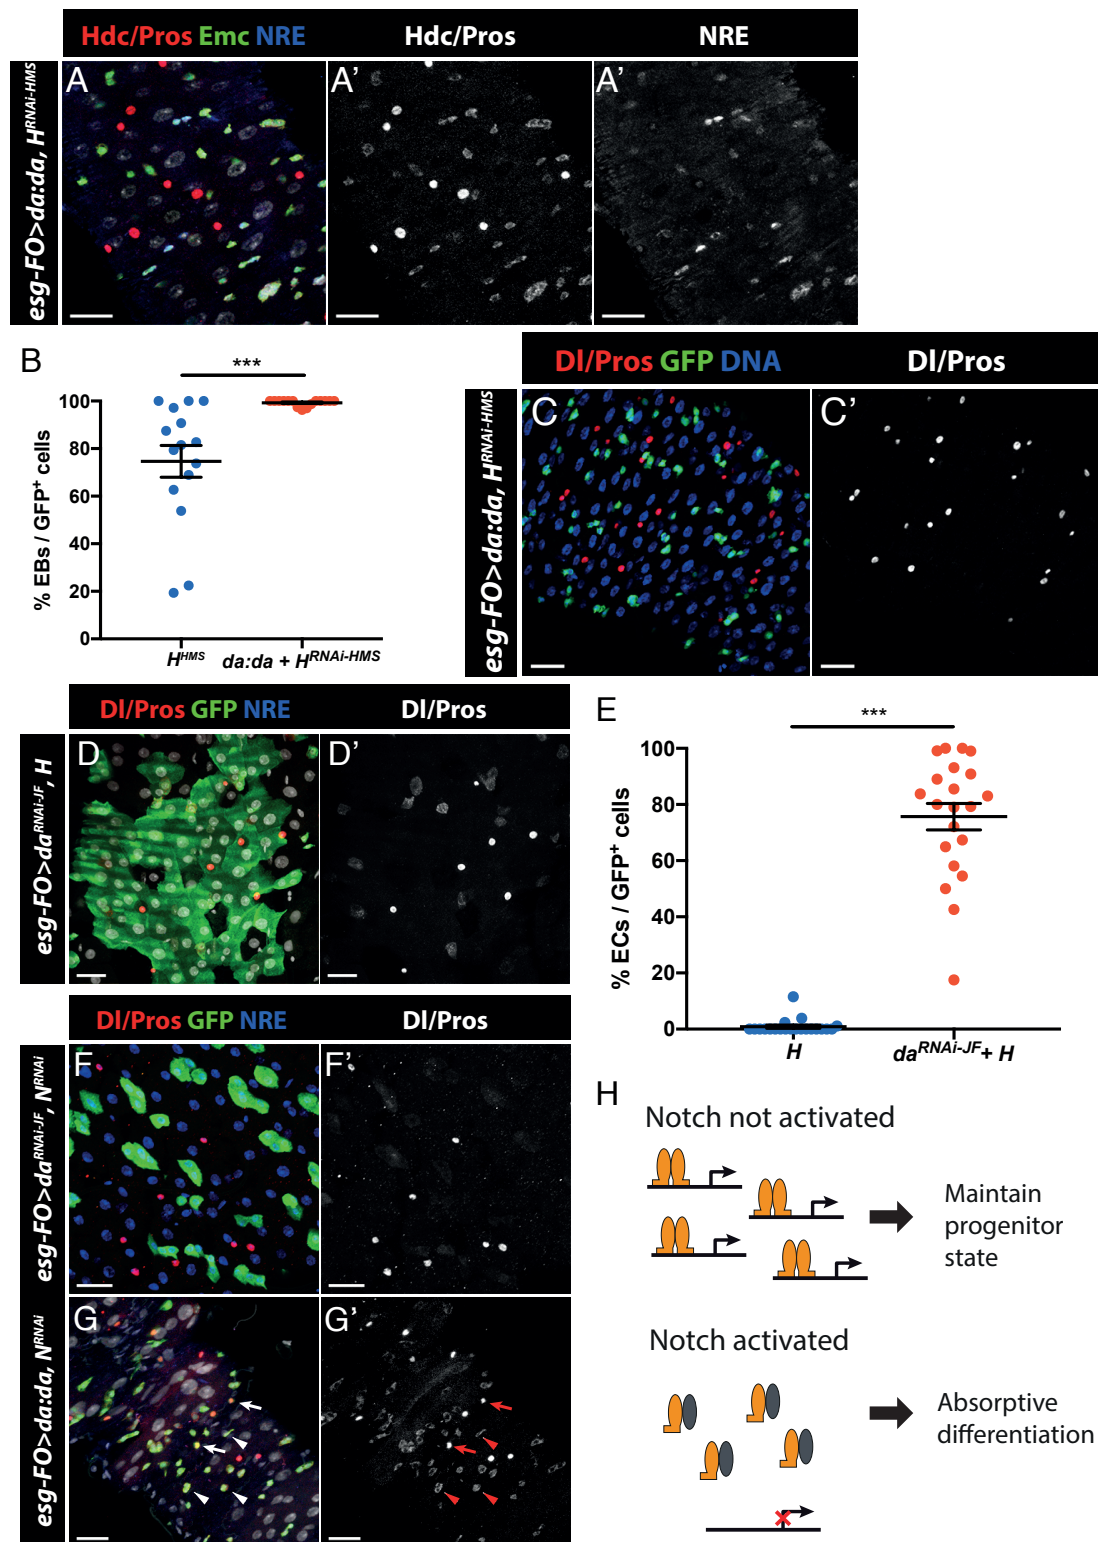 Hdc/Pros Emc NRE Hdc/Pros NRE
esg-FO>da:da, H^RNAi-HMS
A A' A'
B
***
% EBs / GFP+ cells
100
80
60
40
20
0
H^HMS da:da + H^RNAi-HMS
Dl/Pros GFP DNA Dl/Pros
esg-FO>da:da, H^RNAi-HMS
C C'
Dl/Pros GFP NRE Dl/Pros
esg-FO>da^RNAi-JF, H
D D'
E
***
% ECs / GFP+ cells
100
80
60
40
20
0
H da^RNAi-JF + H
Dl/Pros GFP NRE Dl/Pros
esg-FO>da^RNAi-JF, N^RNAi
F F'
esg-FO>da:da, N^RNAi
G G'
H
Notch not activated
Maintain
progenitor
state
Notch activated
Absorptive
differentiation